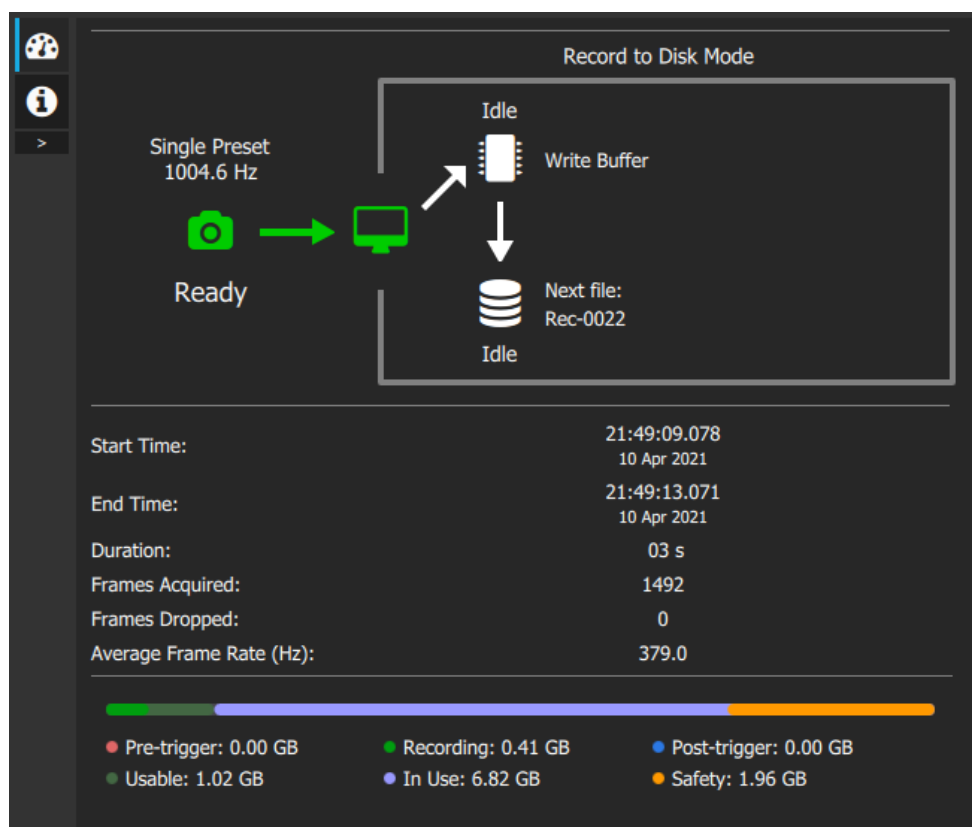 Record to Disk Mode
Idle
Single Preset
1004.6 Hz
Write Buffer
Ready
Next file:
Rec-0022
Idle
>
Start Time: 21:49:09.078
10 Apr 2021
End Time: 21:49:13.071
10 Apr 2021
Duration: 03 s
Frames Acquired: 1492
Frames Dropped: 0
Average Frame Rate (Hz): 379.0
Pre-trigger: 0.00 GB Recording: 0.41 GB Post-trigger: 0.00 GB
Usable: 1.02 GB In Use: 6.82 GB Safety: 1.96 GB